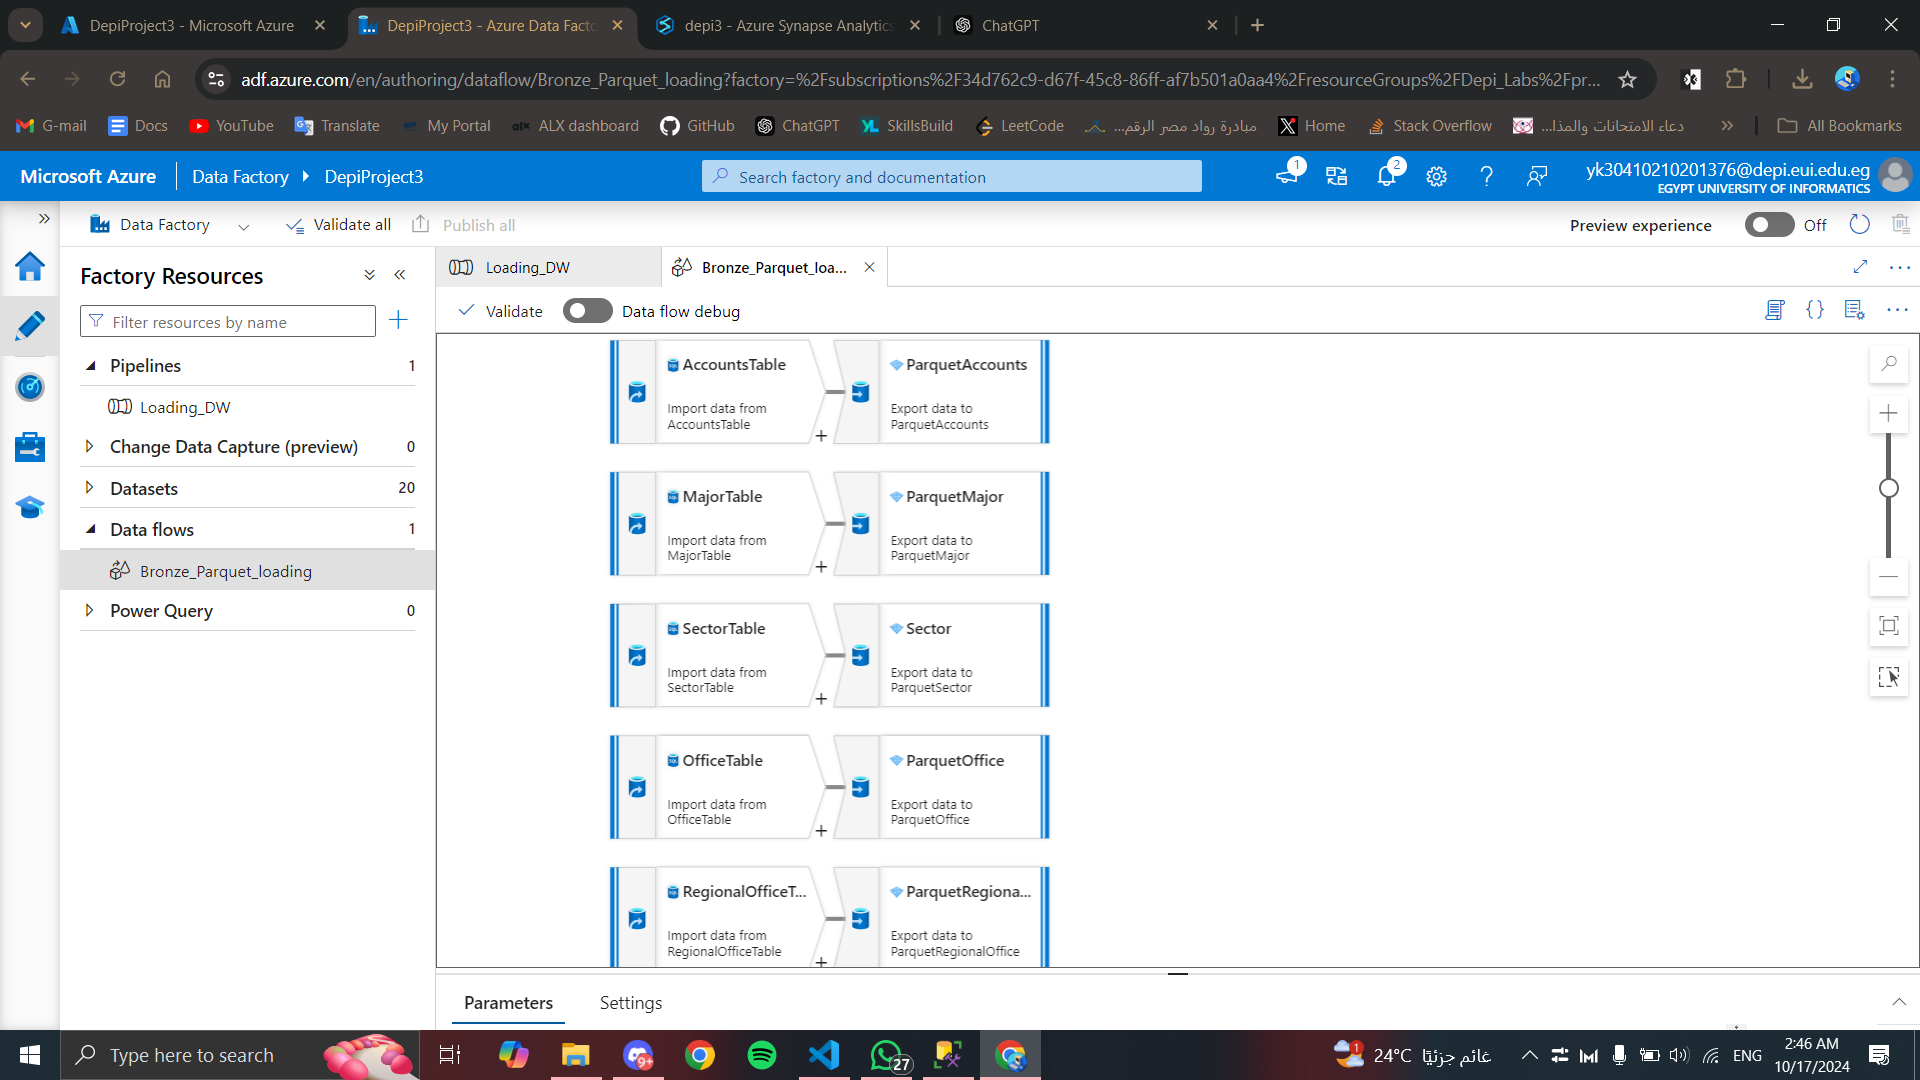 DepiProject3 - Microsoft Azure
DepiProject3 - Azure Data Facto
depi3 - Azure Synapse Analytics
ChatGPT
adf.azure.com/en/authoring/dataflow/Bronze_Parquet_loading?factory=%2Fsubscriptions%2F34d762c9-d67f-45c8-86ff-af7b501a0aa4%2FresourceGroups%2FDepi_Labs%2Fpr...
G-mail
Docs
YouTube
Translate
My Portal
alx ALX dashboard
GitHub
ChatGPT
SkillsBuild
LeetCode
مبادرة رواد مصر الرقم...
Home
Stack Overflow
دعاء الامتحانات والمذا...
All Bookmarks
Microsoft Azure
Data Factory
DepiProject3
Search factory and documentation
1
2
yk30410210201376@depi.eui.edu.eg
EGYPT UNIVERSITY OF INFORMATICS
Data Factory
Validate all
Publish all
Preview experience
Off
Factory Resources
Filter resources by name
Pipelines 1
Loading_DW
Change Data Capture (preview) 0
Datasets 20
Data flows 1
Bronze_Parquet_loading
Power Query 0
Loading_DW
Bronze_Parquet_loa...
Validate
Data flow debug
AccountsTable
Import data from
AccountsTable
ParquetAccounts
Export data to
ParquetAccounts
MajorTable
Import data from
MajorTable
ParquetMajor
Export data to
ParquetMajor
SectorTable
Import data from
SectorTable
Sector
Export data to
ParquetSector
OfficeTable
Import data from
OfficeTable
ParquetOffice
Export data to
ParquetOffice
RegionalOfficeT...
Import data from
RegionalOfficeTable
ParquetRegiona...
Export data to
ParquetRegionalOffice
Parameters
Settings
Type here to search
9+
27
1
24°C غائم جزئيًا
ENG
2:46 AM
10/17/2024